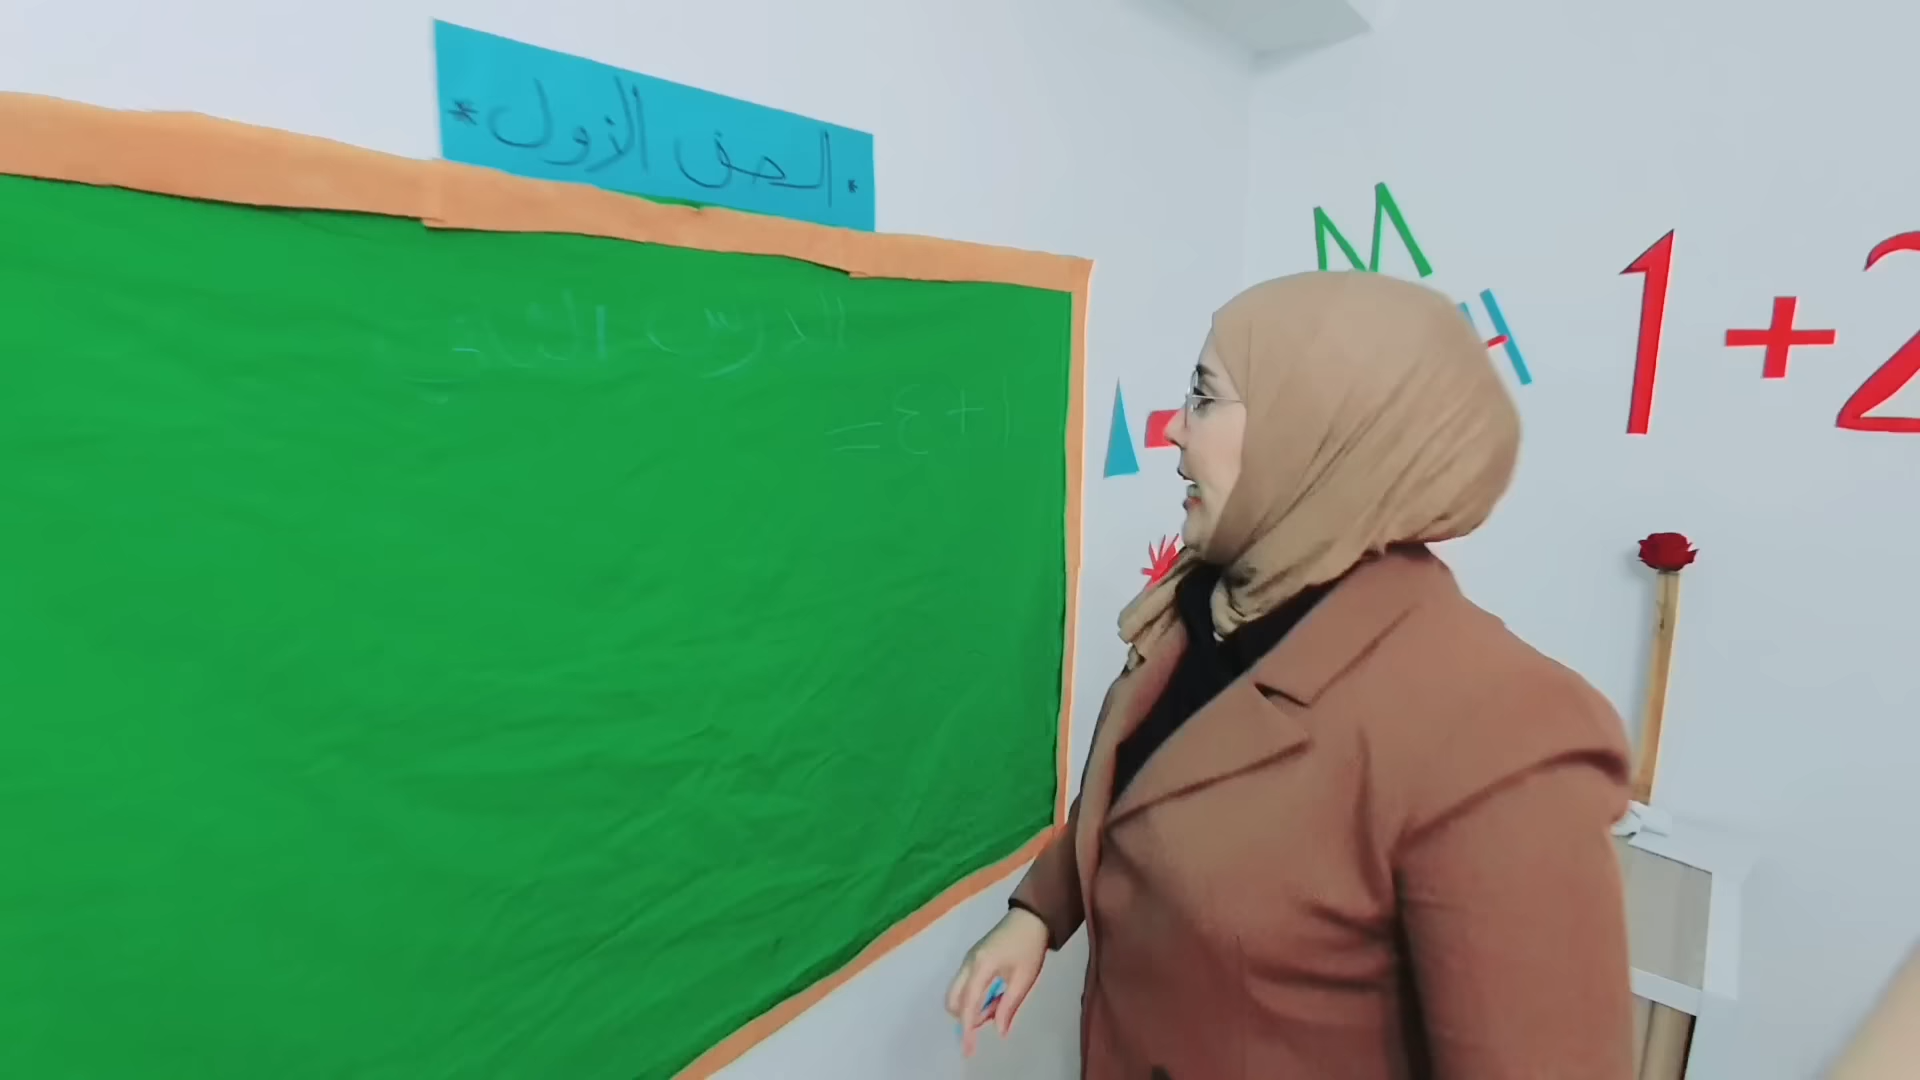 * الصف الأول *
الدرس الثاني
١ + ٤ =
M
H
1 + 2